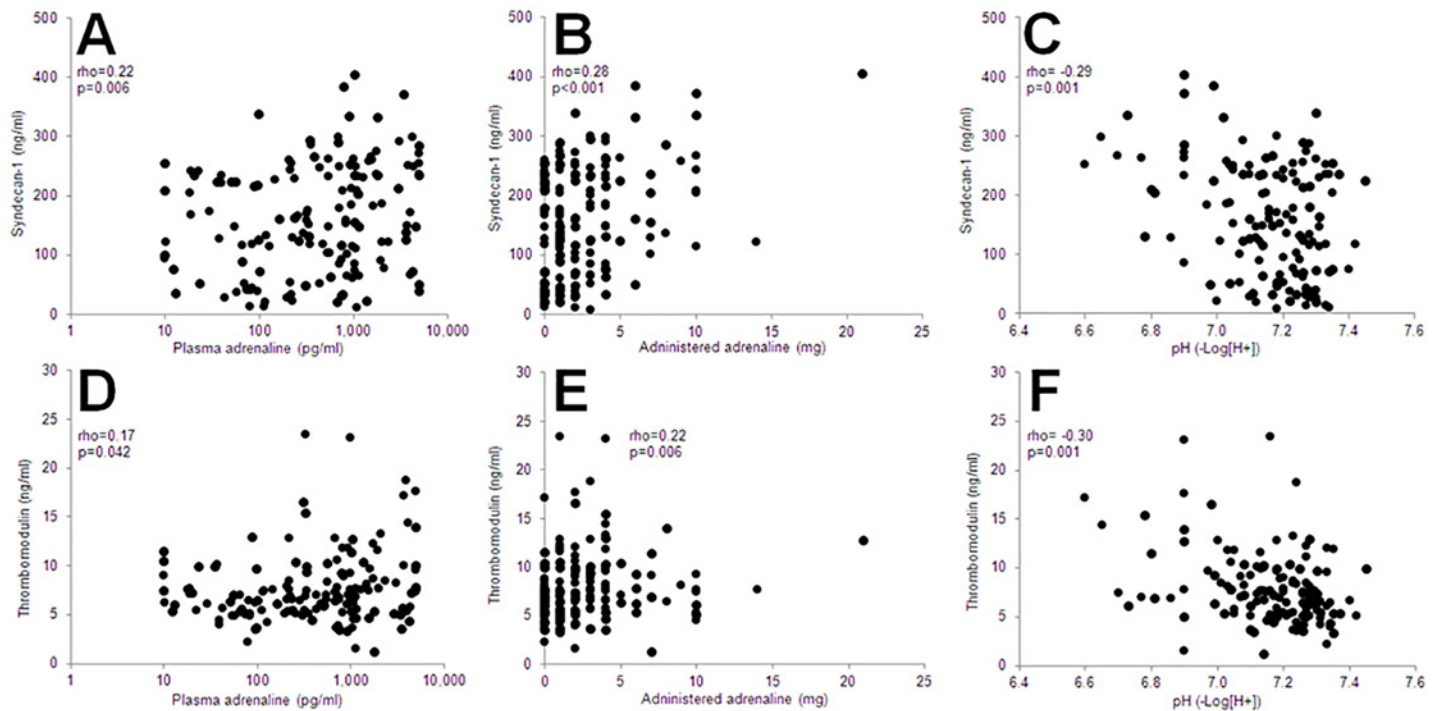 A
rho=0.22
p=0.006
500
400
300
200
100
0
Syndecan-1 (ng/ml)
1
10
100
1,000
10,000
Plasma adrenaline (pg/ml)
B
rho=0.28
p<0.001
500
400
300
200
100
0
Syndecan-1 (ng/ml)
0
5
10
15
20
25
Administered adrenaline (mg)
C
rho= -0.29
p=0.001
500
400
300
200
100
0
Syndecan-1 (ng/ml)
6.4
6.6
6.8
7.0
7.2
7.4
7.6
pH (-Log[H+])
D
rho=0.17
p=0.042
30
25
20
15
10
5
0
Thrombomodulin (ng/ml)
1
10
100
1,000
10,000
Plasma adrenaline (pg/ml)
E
rho=0.22
p=0.006
30
25
20
15
10
5
0
Thrombomodulin (ng/ml)
0
5
10
15
20
25
Administered adrenaline (mg)
F
rho= -0.30
p=0.001
30
25
20
15
10
5
0
Thrombomodulin (ng/ml)
6.4
6.6
6.8
7.0
7.2
7.4
7.6
pH (-Log[H+])